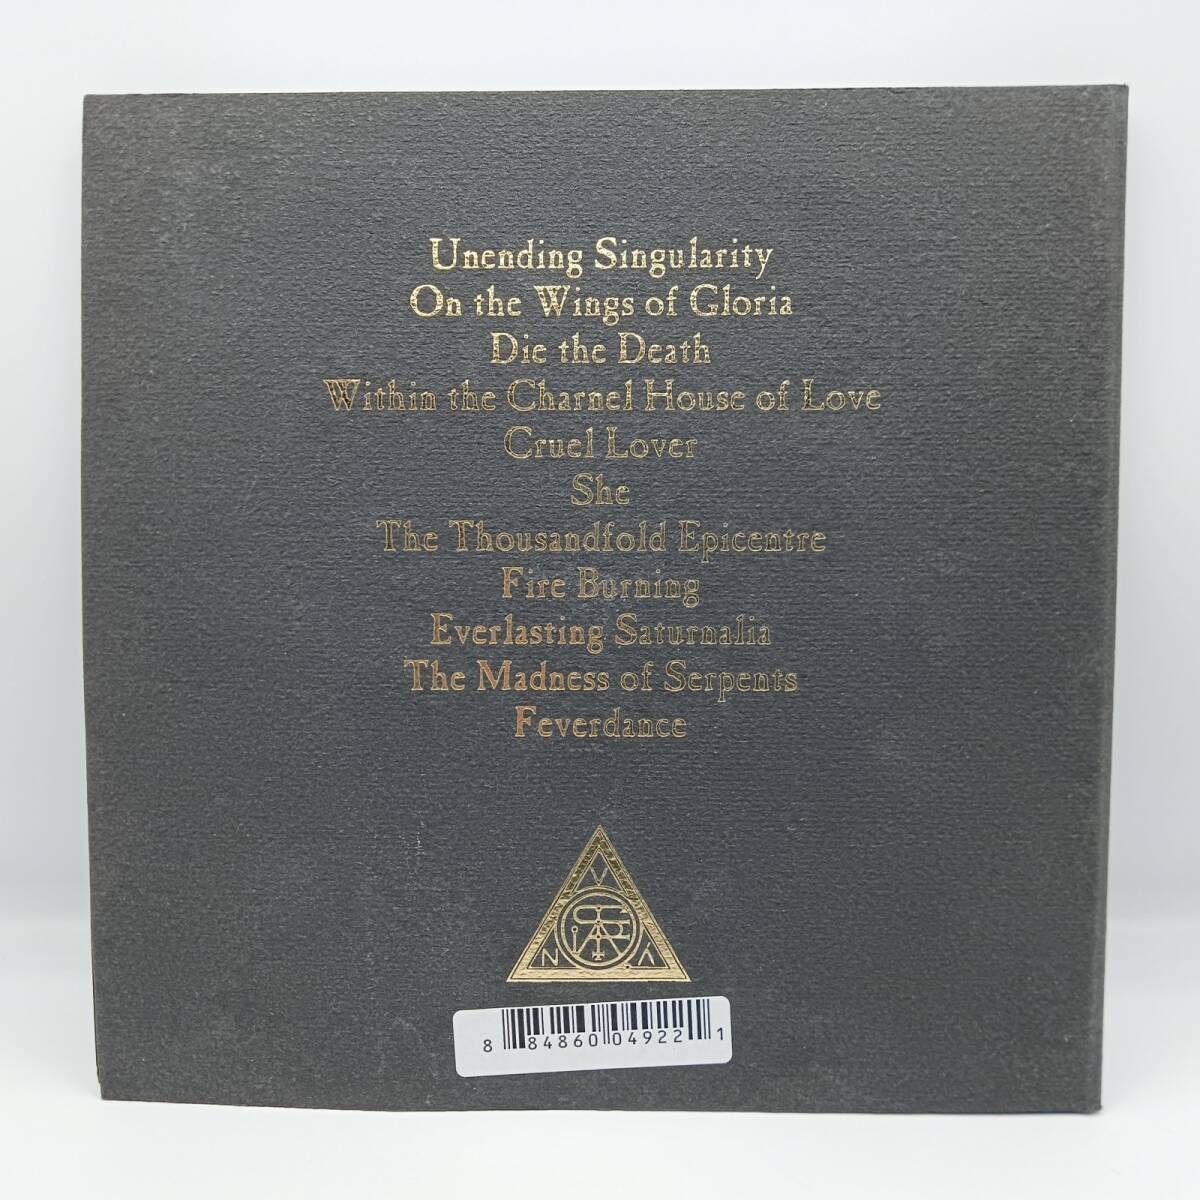 Unending Singularity
On the Wings of Gloria
Die the Death
Within the Charnel House of Love
Cruel Lover
She
The Thousandfold Epicentre
Fire Burning
Everlasting Saturnalia
The Madness of Serpents
Feverdance
V
N A
8 84860 04922 1